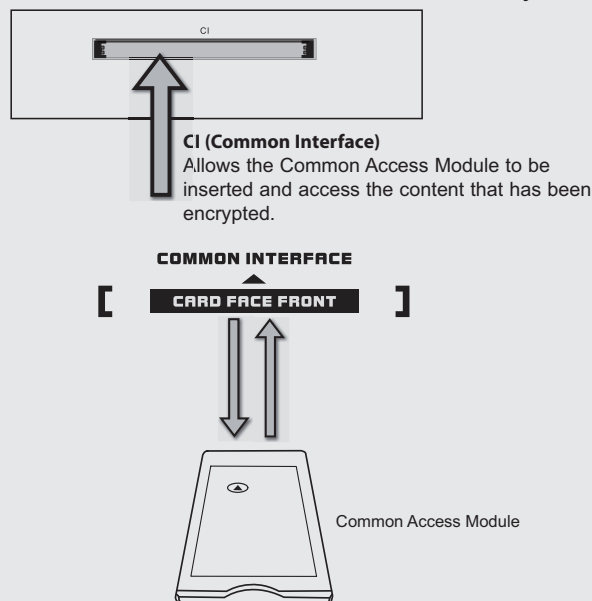 CI
CI (Common Interface)
Allows the Common Access Module to be
inserted and access the content that has been
encrypted.
COMMON INTERFACE
CARD FACE FRONT
Common Access Module